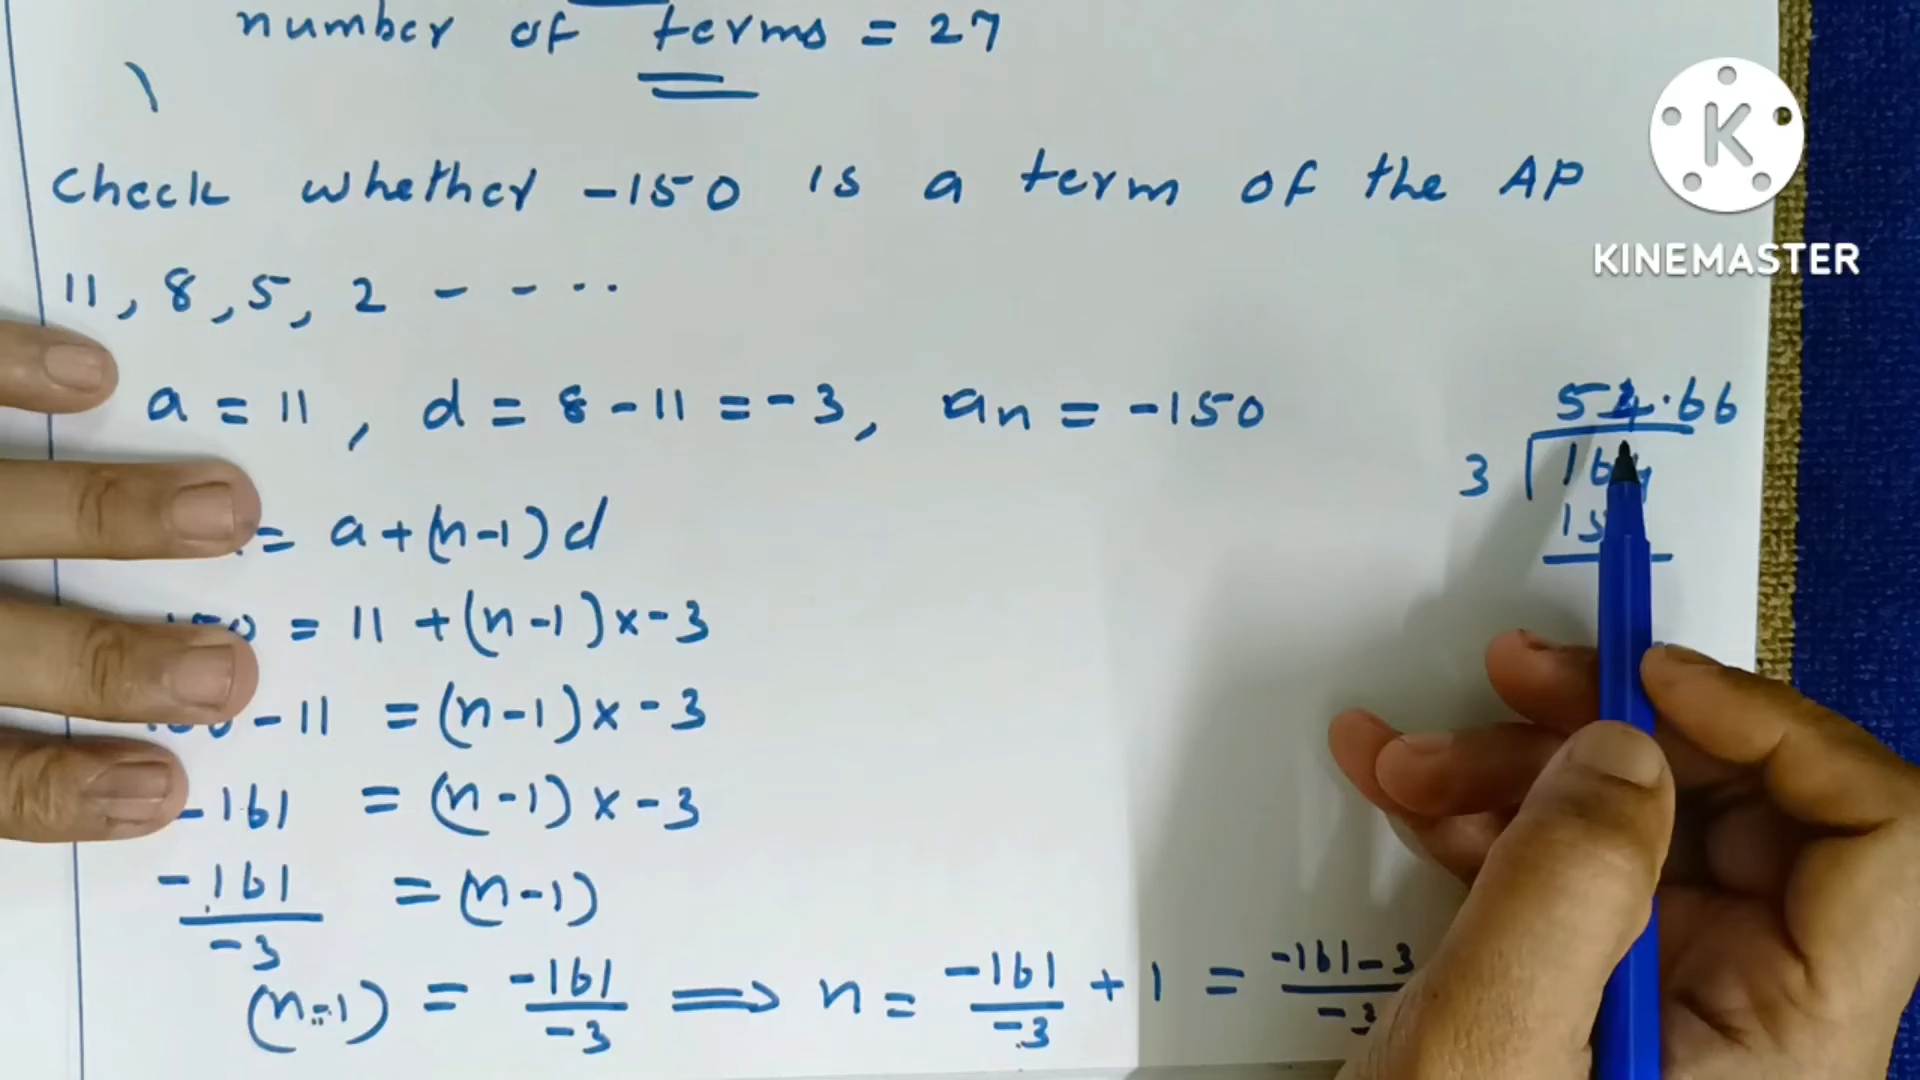 number of terms = 27
Check whether -150 is a term of the AP
11, 8, 5, 2 - - ...
a = 11, d = 8 - 11 = -3, an = -150
= a + (n-1) d
150 = 11 + (n-1) x -3
- 11 = (n-1) x -3
-161 = (n-1) x -3
-161/-3 = (n-1)
(n-1) = -161/-3 ⟹ n = -161/-3 + 1 = -161-3/-3
.66
3
KINEMASTER